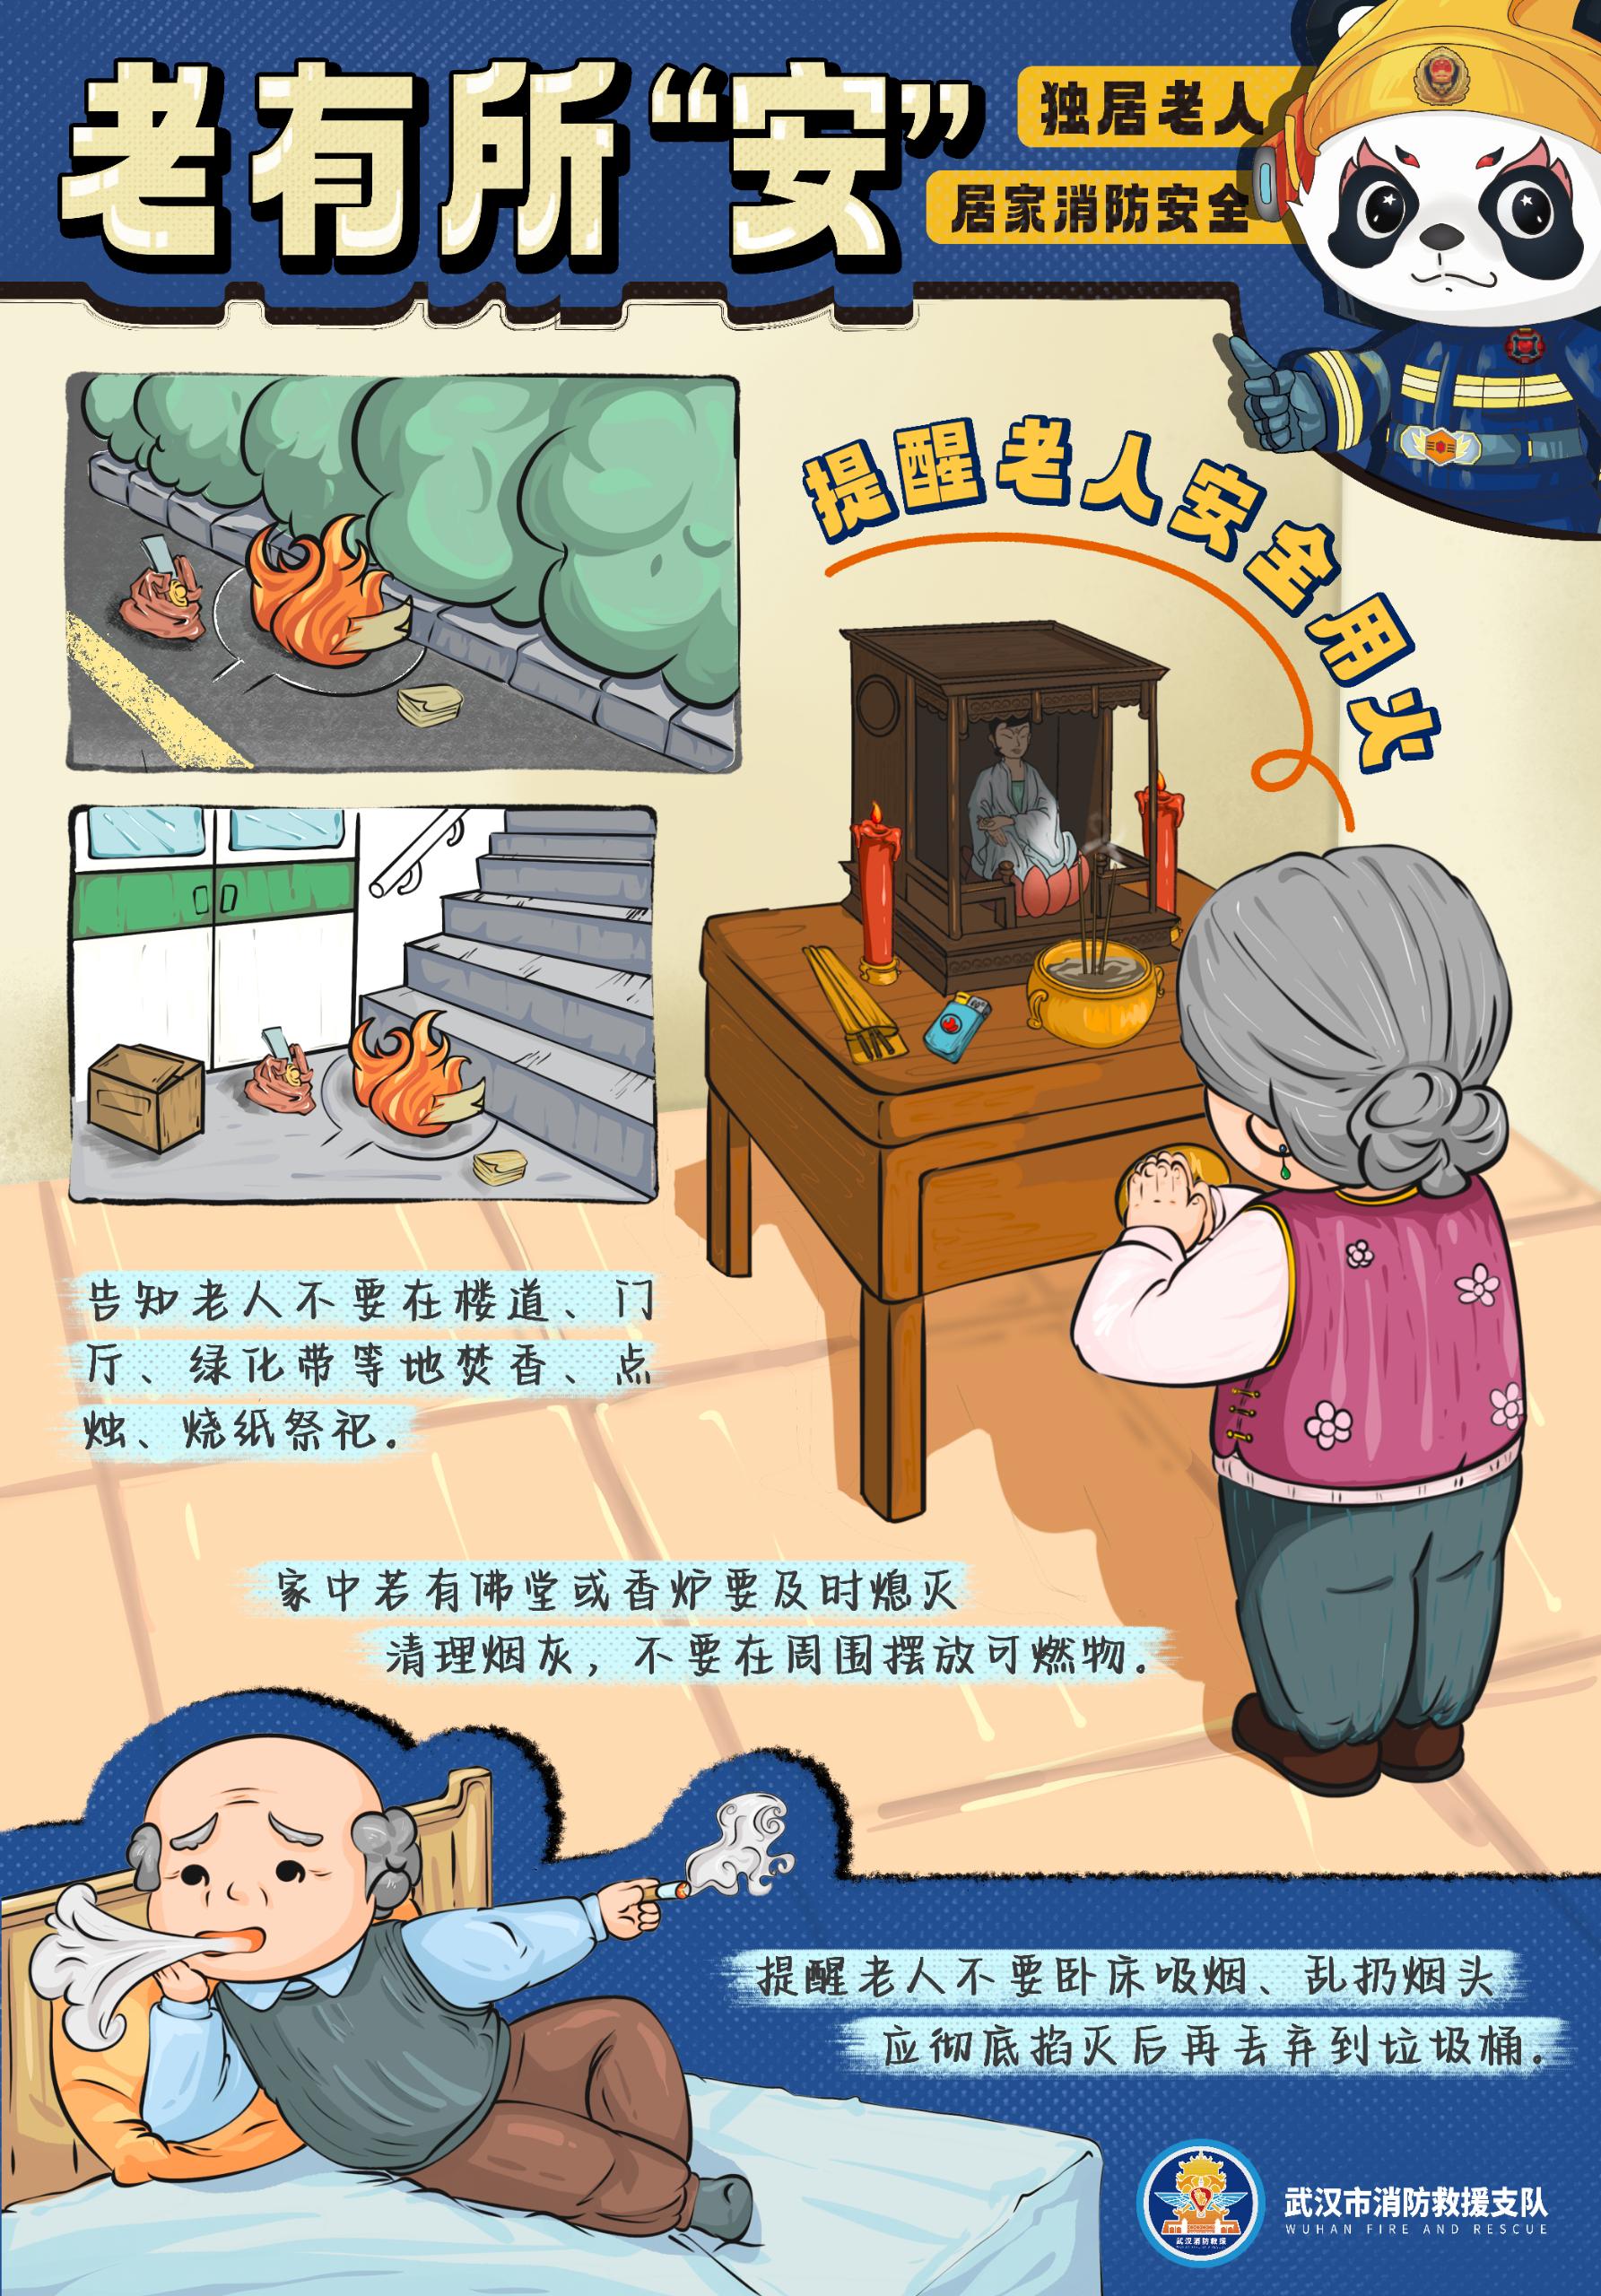 老有所“安”
独居老人
居家消防安全
提醒老人安全用火
告知老人不要在楼道、门
厅、绿化带等地焚香、点
烛、烧纸祭祀.
家中若有佛堂或香炉要及时熄灭
清理烟灰，不要在周围摆放可燃物.
提醒老人不要卧床吸烟、乱扔烟头
应彻底掐灭后再丢弃到垃圾桶.
武汉消防救援
武汉市消防救援支队
WUHAN FIRE AND RESCUE